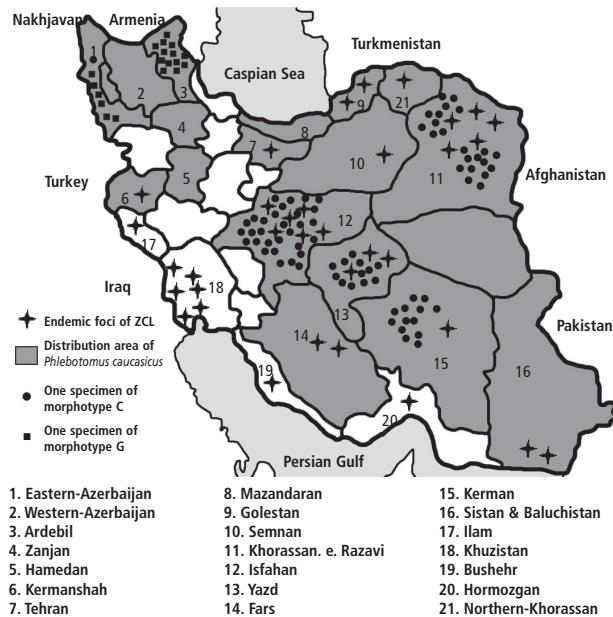 Nakhjavan
Armenia
Turkmenistan
Caspian Sea
1
2
3
4
5
6
7
8
9
21
10
11
Afghanistan
Turkey
12
17
18
Iraq
13
14
15
16
Pakistan
19
20
Persian Gulf
Endemic foci of ZCL
Distribution area of
Phlebotomus caucasicus
One specimen of
morphotype C
One specimen of
morphotype G
1. Eastern-Azerbaijan
2. Western-Azerbaijan
3. Ardebil
4. Zanjan
5. Hamedan
6. Kermanshah
7. Tehran
8. Mazandaran
9. Golestan
10. Semnan
11. Khorassan. e. Razavi
12. Isfahan
13. Yazd
14. Fars
15. Kerman
16. Sistan & Baluchistan
17. Ilam
18. Khuzistan
19. Bushehr
20. Hormozgan
21. Northern-Khorassan